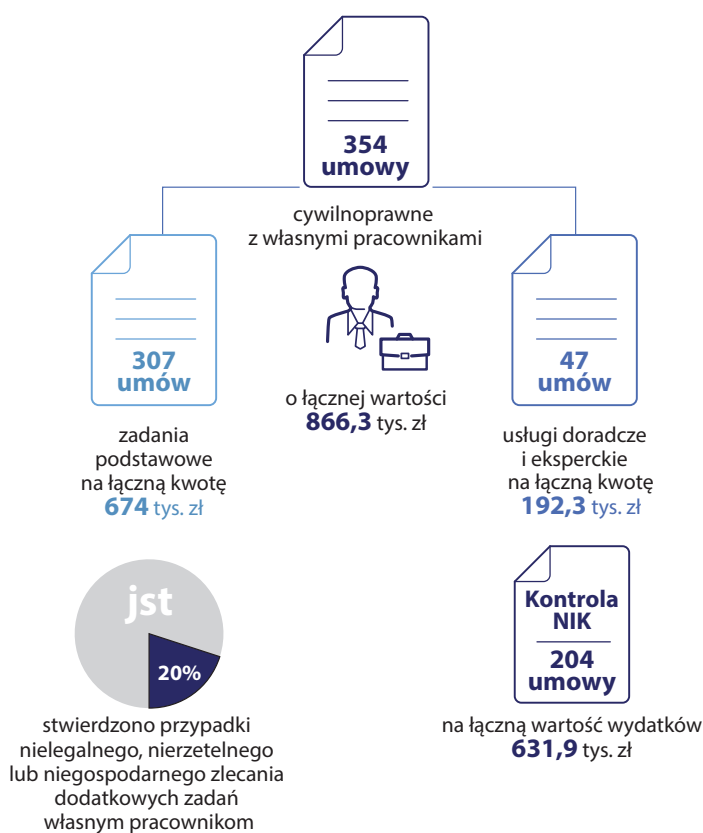 354
umowy
cywilnoprawne
z własnymi pracownikami
o łącznej wartości
866,3 tys. zł
307
umów
zadania
podstawowe
na łączną kwotę
674 tys. zł
47
umów
usługi doradcze
i eksperckie
na łączną kwotę
192,3 tys. zł
jst
20%
stwierdzono przypadki
nielegalnego, nierzetelnego
lub niegospodarnego zlecania
dodatkowych zadań
własnym pracownikom
Kontrola
NIK
204
umowy
na łączną wartość wydatków
631,9 tys. zł